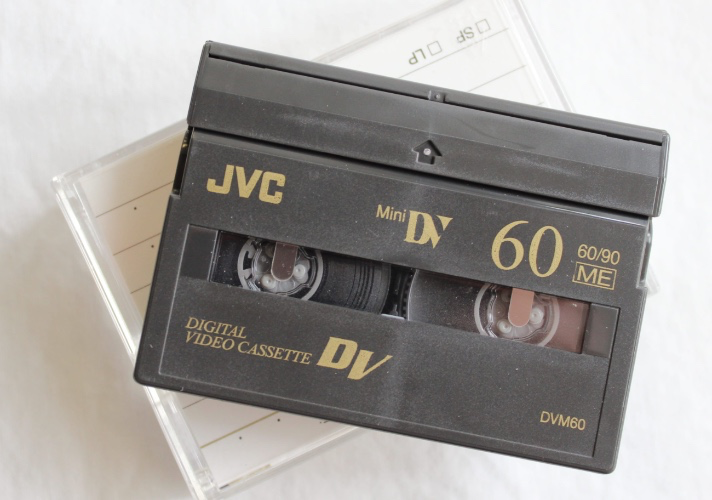 □ SP □ LP
JVC
Mini DV
60
60/90
ME
DIGITAL
VIDEO CASSETTE DV
DVM60